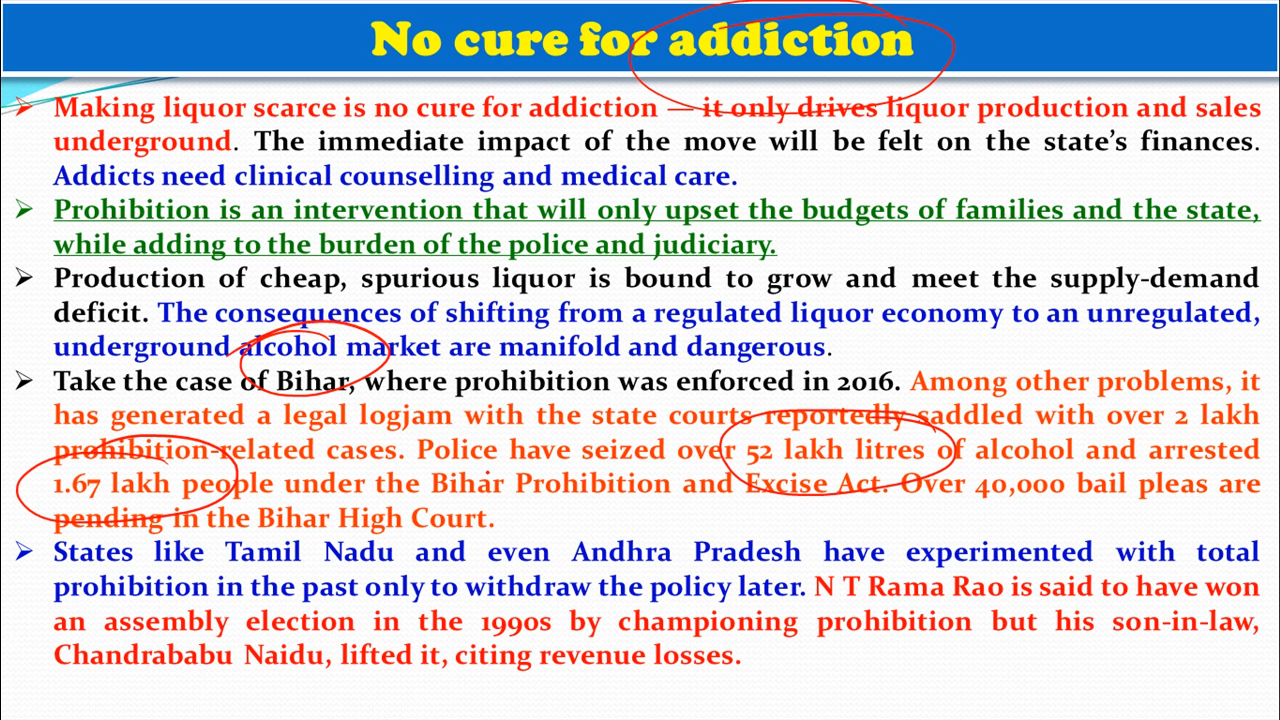 No cure for addiction
➢ Making liquor scarce is no cure for addiction — it only drives liquor production and sales
underground. The immediate impact of the move will be felt on the state’s finances.
Addicts need clinical counselling and medical care.
➢ Prohibition is an intervention that will only upset the budgets of families and the state,
while adding to the burden of the police and judiciary.
➢ Production of cheap, spurious liquor is bound to grow and meet the supply-demand
deficit. The consequences of shifting from a regulated liquor economy to an unregulated,
underground alcohol market are manifold and dangerous.
➢ Take the case of Bihar, where prohibition was enforced in 2016. Among other problems, it
has generated a legal logjam with the state courts reportedly saddled with over 2 lakh
prohibition-related cases. Police have seized over 52 lakh litres of alcohol and arrested
1.67 lakh people under the Bihar Prohibition and Excise Act. Over 40,000 bail pleas are
pending in the Bihar High Court.
➢ States like Tamil Nadu and even Andhra Pradesh have experimented with total
prohibition in the past only to withdraw the policy later. N T Rama Rao is said to have won
an assembly election in the 1990s by championing prohibition but his son-in-law,
Chandrababu Naidu, lifted it, citing revenue losses.